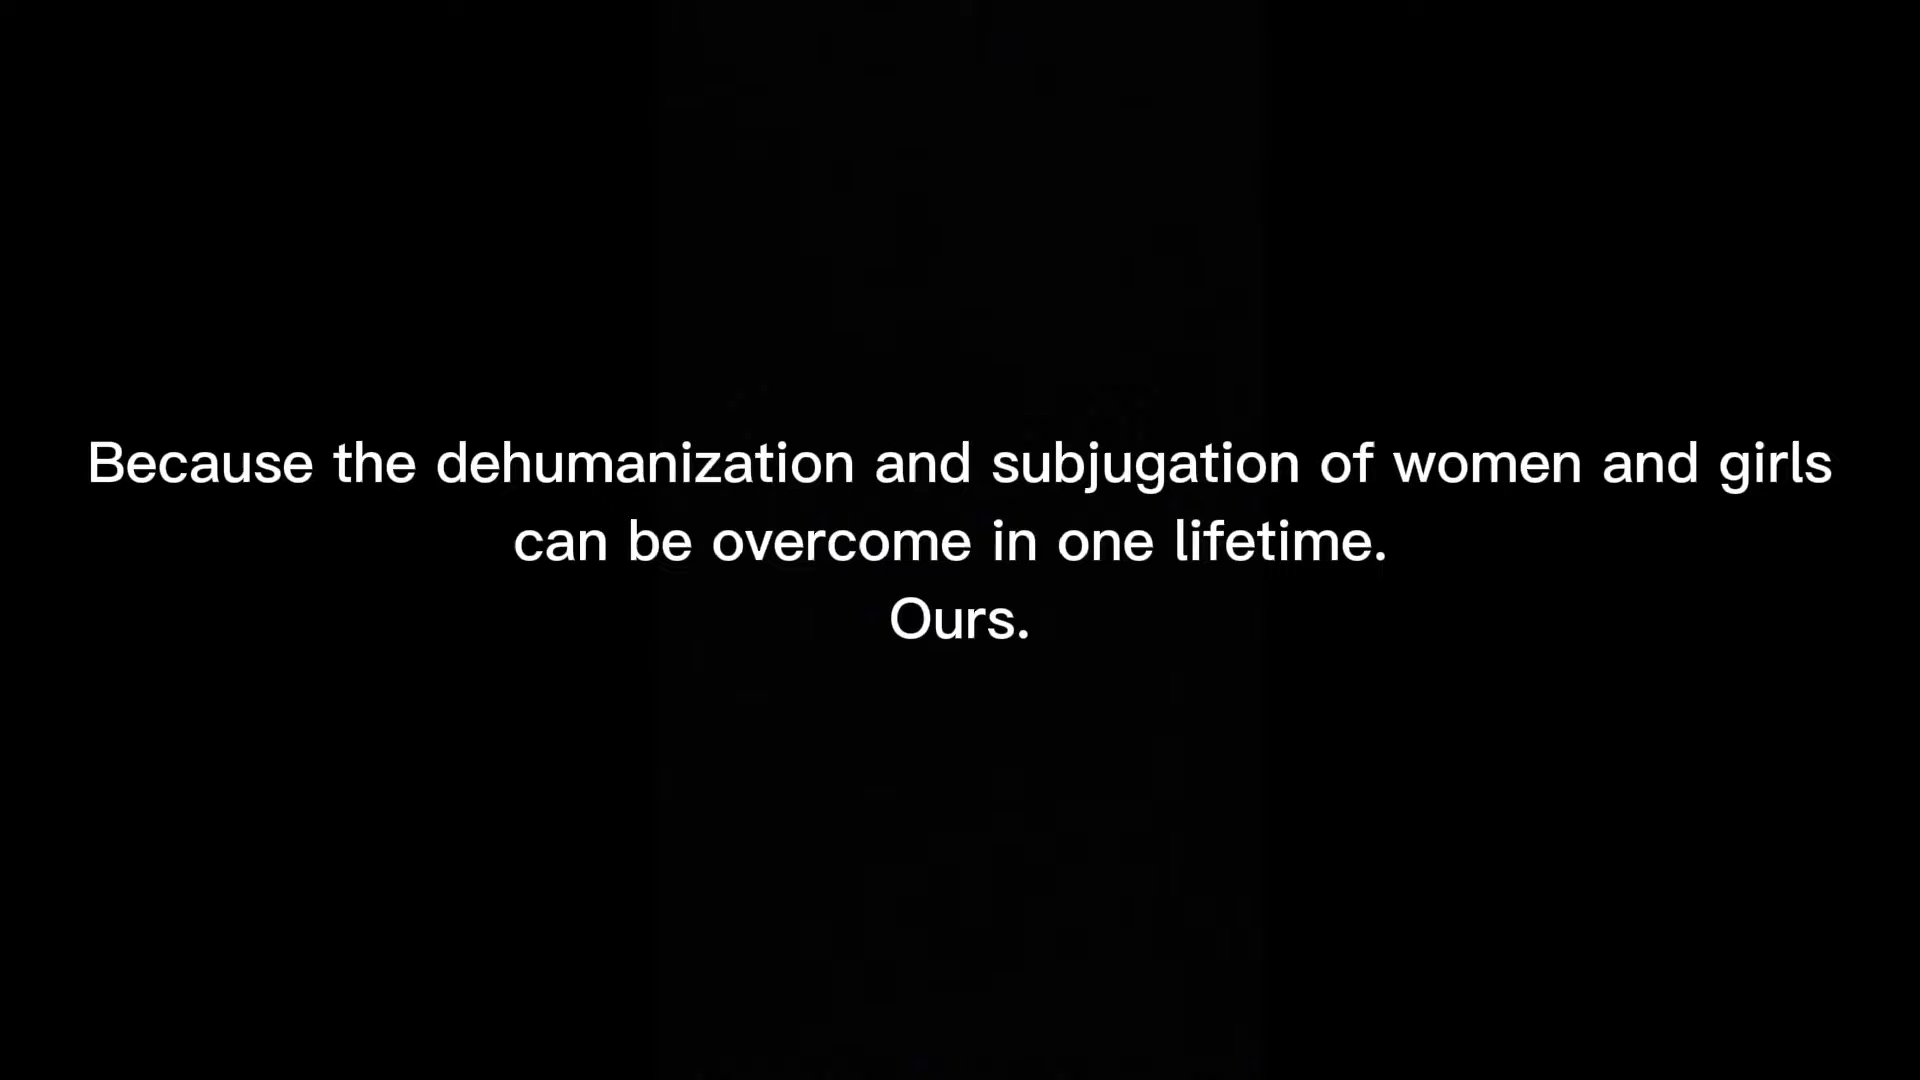 Because the dehumanization and subjugation of women and girls
can be overcome in one lifetime.
Ours.